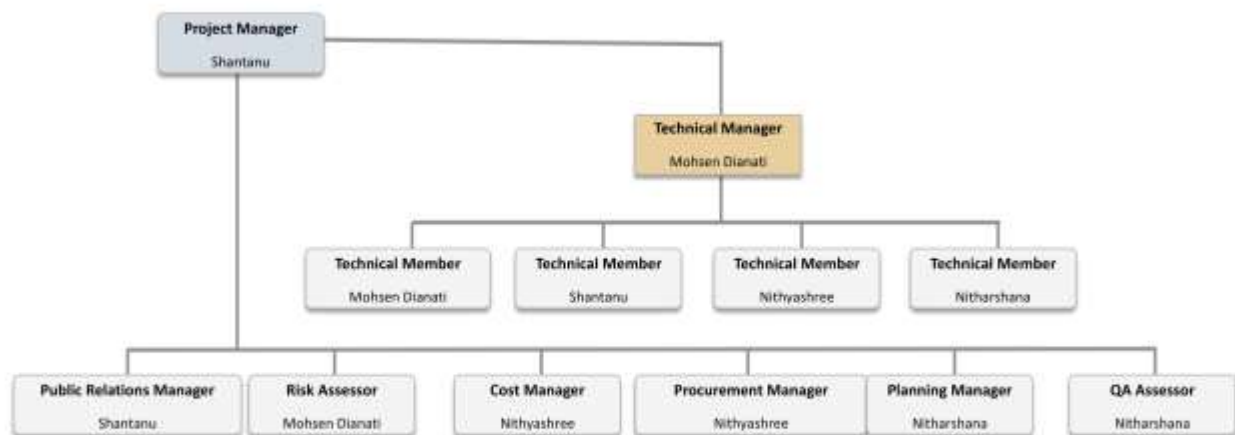 Project Manager
Shantanu
Technical Manager
Mohsen Dianati
Technical Member
Mohsen Dianati
Technical Member
Shantanu
Technical Member
Nithyashree
Technical Member
Nitharshana
Public Relations Manager
Shantanu
Risk Assessor
Mohsen Dianati
Cost Manager
Nithyashree
Procurement Manager
Nithyashree
Planning Manager
Nitharshana
QA Assessor
Nitharshana